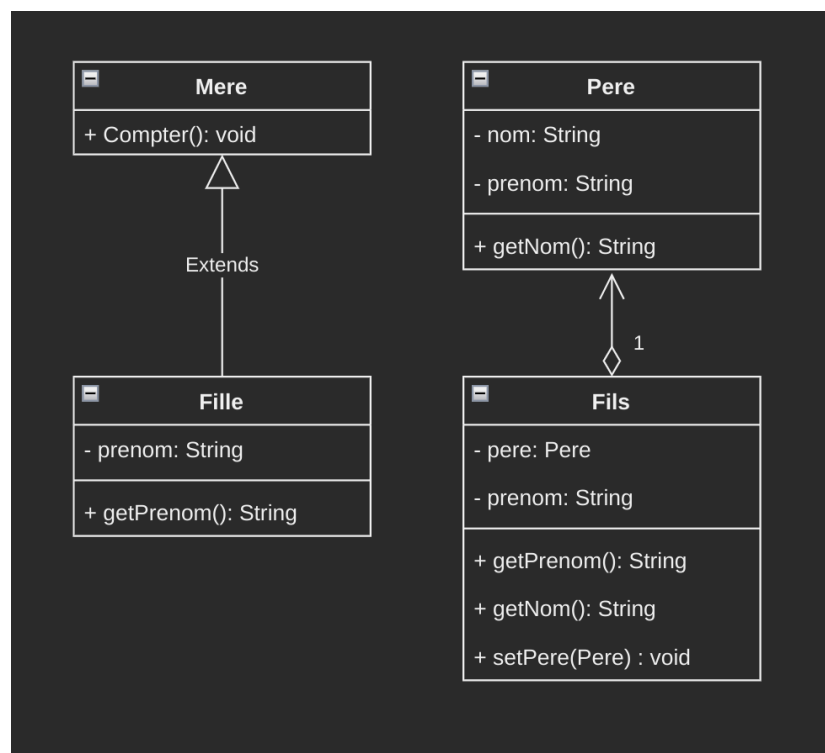 Mere
+ Compter(): void
Extends
Fille
- prenom: String
+ getPrenom(): String
Pere
- nom: String
- prenom: String
+ getNom(): String
1
Fils
- pere: Pere
- prenom: String
+ getPrenom(): String
+ getNom(): String
+ setPere(Pere) : void